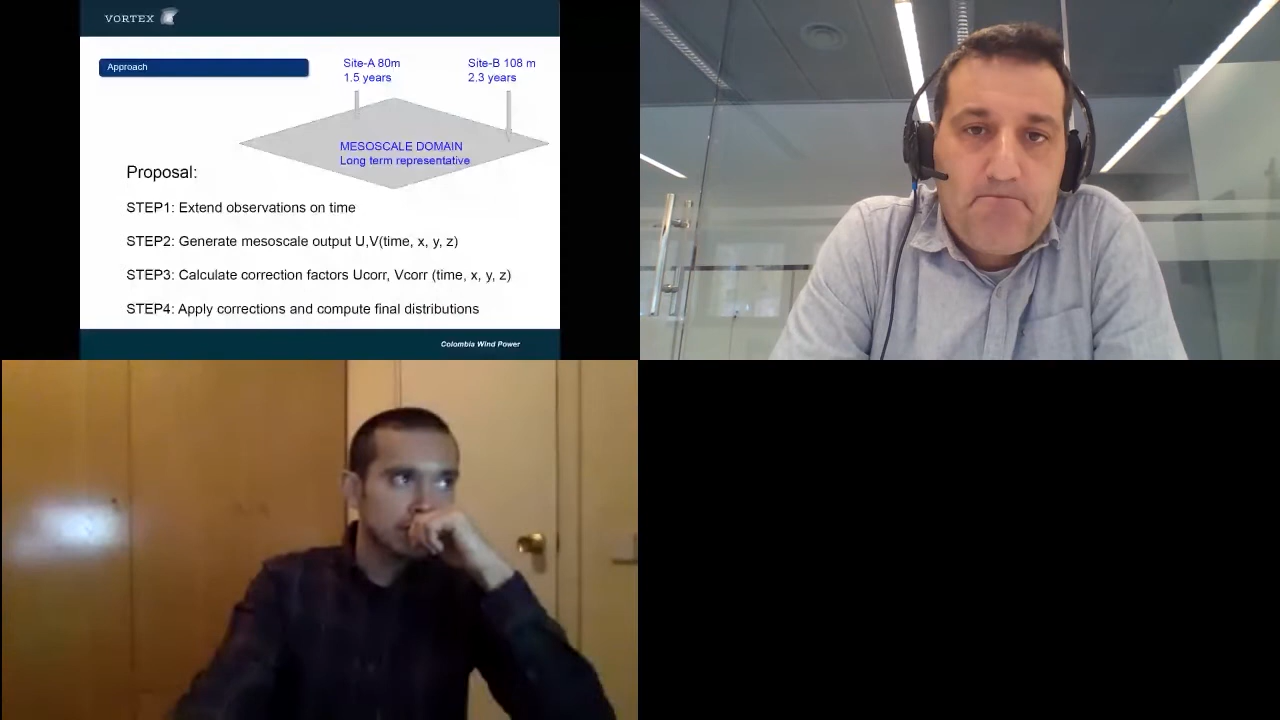 VORTEX
Approach
Site-A 80m
1.5 years
Site-B 108 m
2.3 years
MESOSCALE DOMAIN
Long term representative
Proposal:
STEP1: Extend observations on time
STEP2: Generate mesoscale output U,V(time, x, y, z)
STEP3: Calculate correction factors Ucorr, Vcorr (time, x, y, z)
STEP4: Apply corrections and compute final distributions
Colombia Wind Power